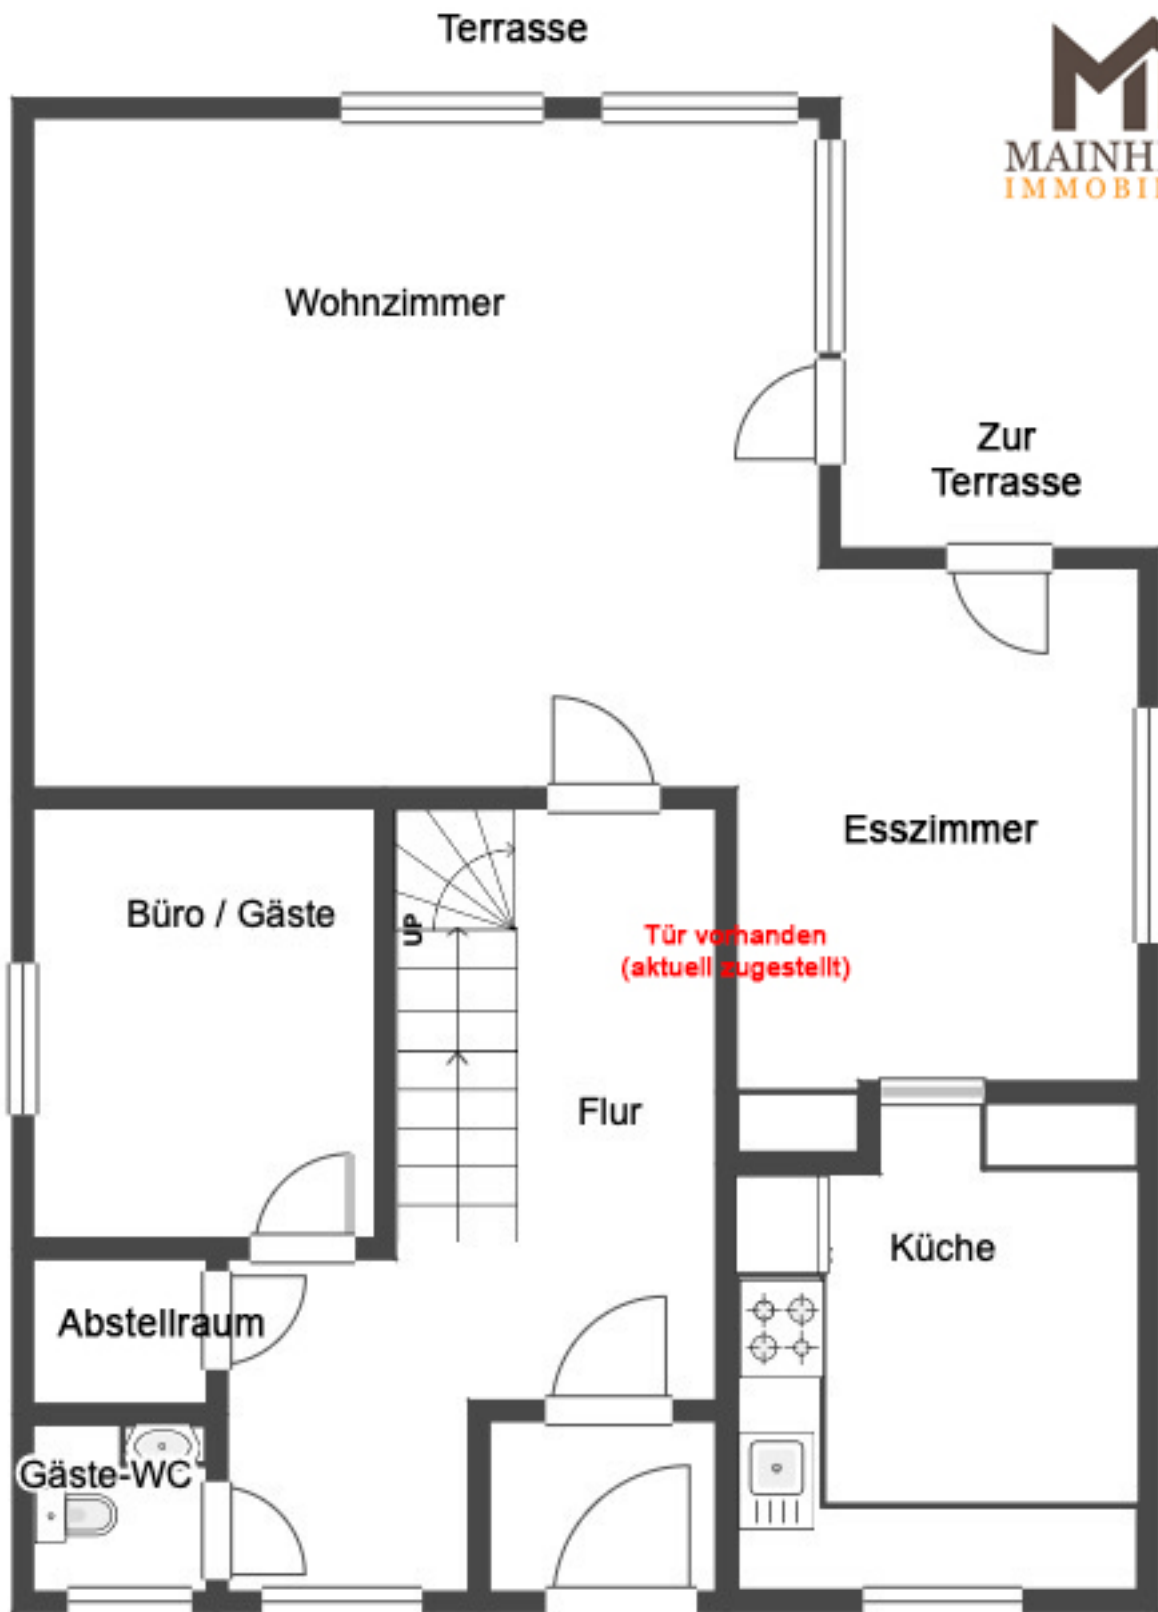 Terrasse
MAINH
IMMOBI
Wohnzimmer
Zur
Terrasse
Esszimmer
Büro / Gäste
UP
Tür vorhanden
(aktuell zugestellt)
Flur
Küche
Abstellraum
Gäste-WC